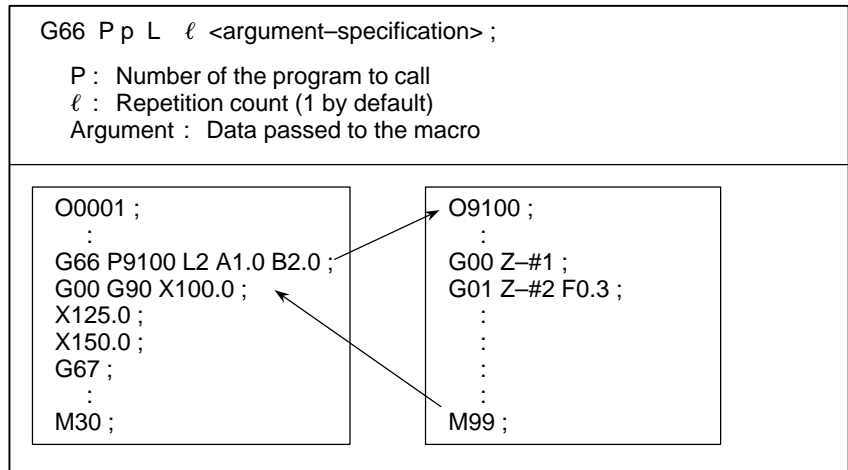 G66 P p L ℓ <argument–specification> ;
P : Number of the program to call
ℓ : Repetition count (1 by default)
Argument : Data passed to the macro
O0001 ;
:
G66 P9100 L2 A1.0 B2.0 ;
G00 G90 X100.0 ;
X125.0 ;
X150.0 ;
G67 ;
:
M30 ;
O9100 ;
:
G00 Z–#1 ;
G01 Z–#2 F0.3 ;
:
:
:
:
M99 ;